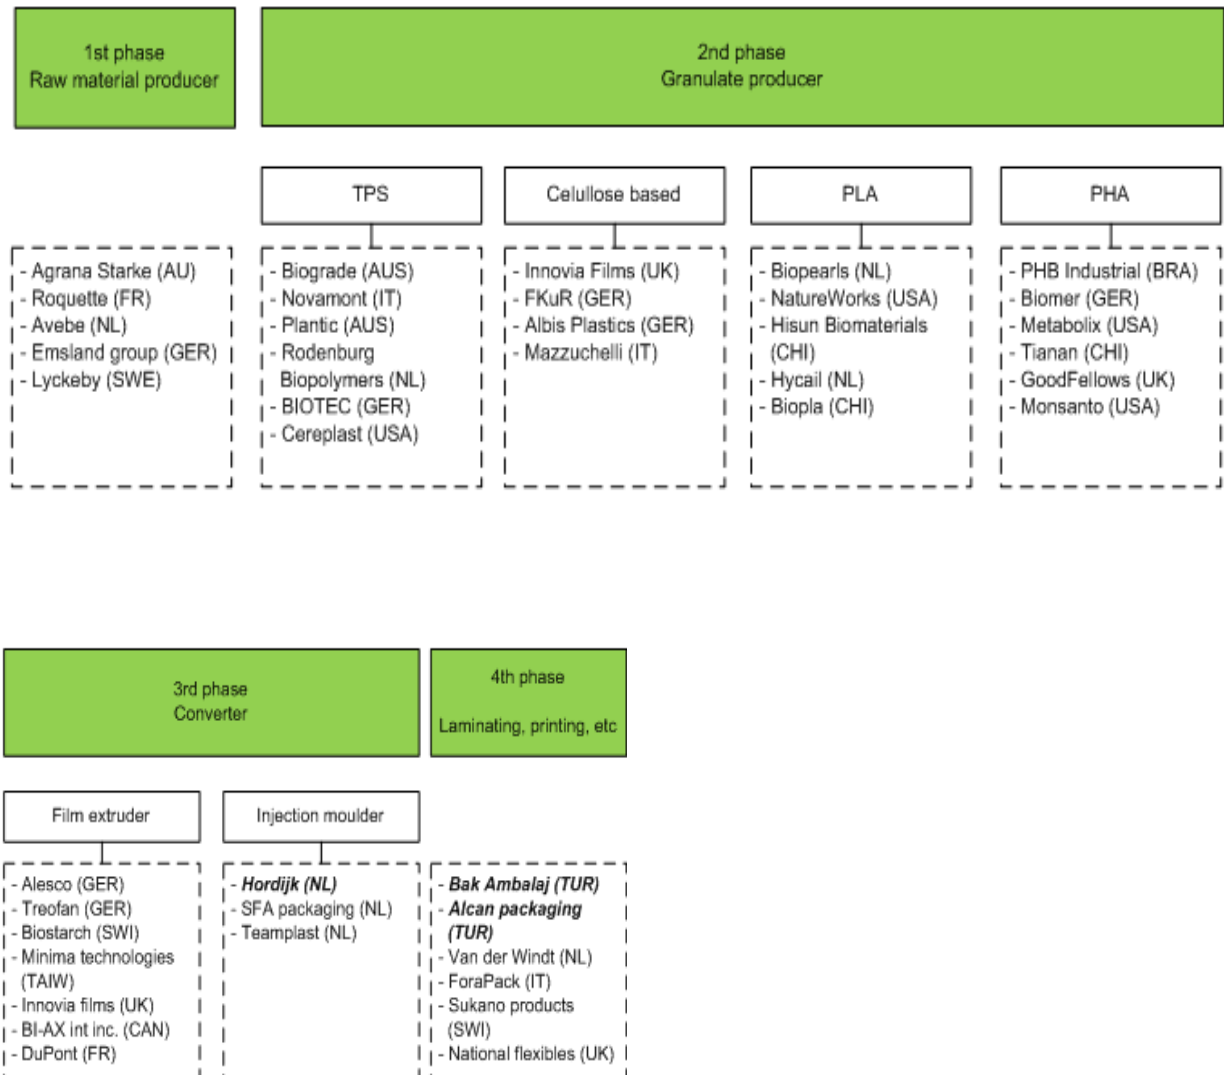 1st phase
Raw material producer
2nd phase
Granulate producer
TPS
Celullose based
PLA
PHA
- Agrana Starke (AU)
- Roquette (FR)
- Avebe (NL)
- Emsland group (GER)
- Lyckeby (SWE)
- Biograde (AUS)
- Novamont (IT)
- Plantic (AUS)
- Rodenburg
Biopolymers (NL)
- BIOTEC (GER)
- Cereplast (USA)
- Innovia Films (UK)
- FKuR (GER)
- Albis Plastics (GER)
- Mazzuchelli (IT)
- Biopearls (NL)
- NatureWorks (USA)
- Hisun Biomaterials
(CHI)
- Hycail (NL)
- Biopla (CHI)
- PHB Industrial (BRA)
- Biomer (GER)
- Metabolix (USA)
- Tianan (CHI)
- GoodFellows (UK)
- Monsanto (USA)
3rd phase
Converter
4th phase
Laminating, printing, etc
Film extruder
Injection moulder
- Alesco (GER)
- Treofan (GER)
- Biostarch (SWI)
- Minima technologies
(TAIW)
- Innovia films (UK)
- BI-AX int inc. (CAN)
- DuPont (FR)
- Hordijk (NL)
- SFA packaging (NL)
- Teamplast (NL)
- Bak Ambalaj (TUR)
- Alcan packaging
(TUR)
- Van der Windt (NL)
- ForaPack (IT)
- Sukano products
(SWI)
- National flexibles (UK)